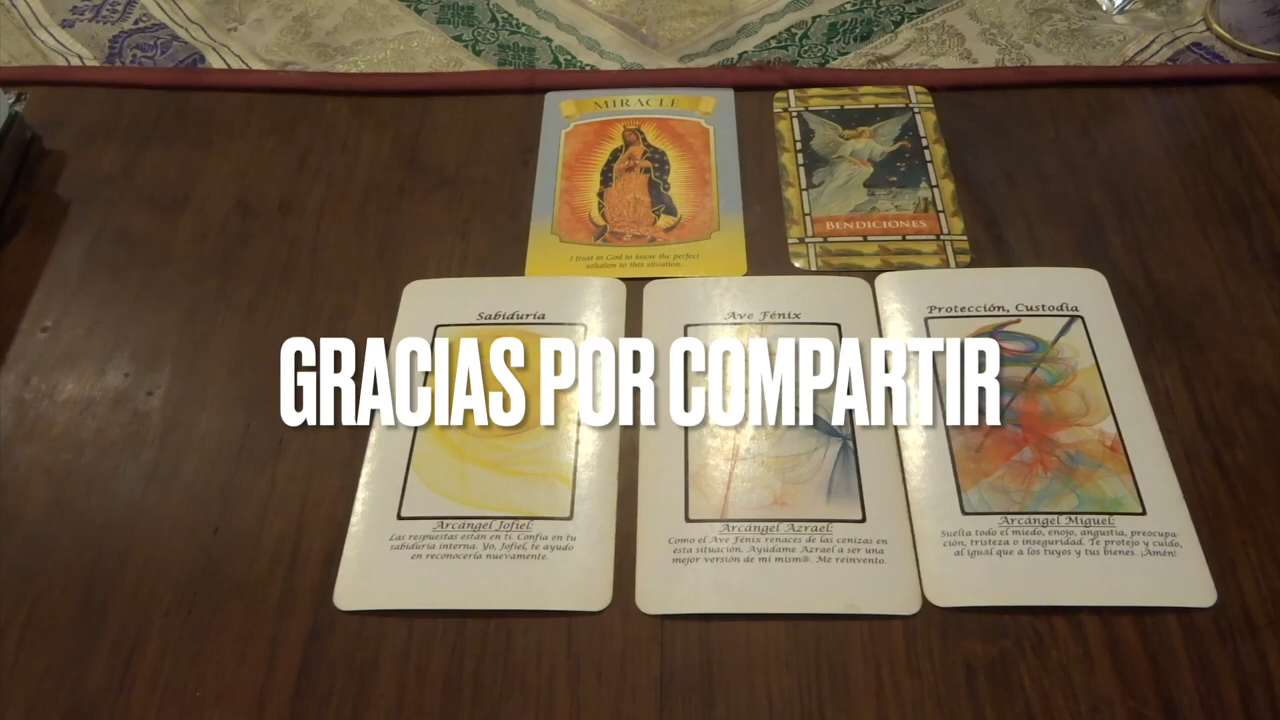 MIRACLE
I trust in God to know the perfect
solution to this situation.
BENDICIONES
Sabiduría
Ave Fénix
Protección, Custodia
GRACIAS POR COMPARTIR
Arcángel Jofiel:
Las respuestas están en ti. Confía en tu
sabiduría interna. Yo, Jofiel, te ayudo
en reconocerla nuevamente.
Arcángel Azrael:
Como el Ave Fénix renaces de las cenizas en
esta situación. Ayúdame Azrael a ser una
mejor versión de mi mism@. Me reinvento.
Arcángel Miguel:
Suelta todo el miedo, enojo, angustia, preocupa-
ción, tristeza o inseguridad. Te protejo y cuido,
al igual que a los tuyos y tus bienes. ¡Amén!